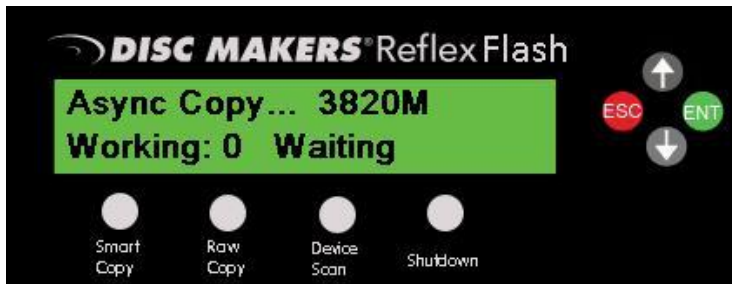 DISC MAKERS® Reflex Flash
Async Copy... 3820M
Working: 0 Waiting
ESC
ENT
Smart Copy
Raw Copy
Device Scan
Shutdown